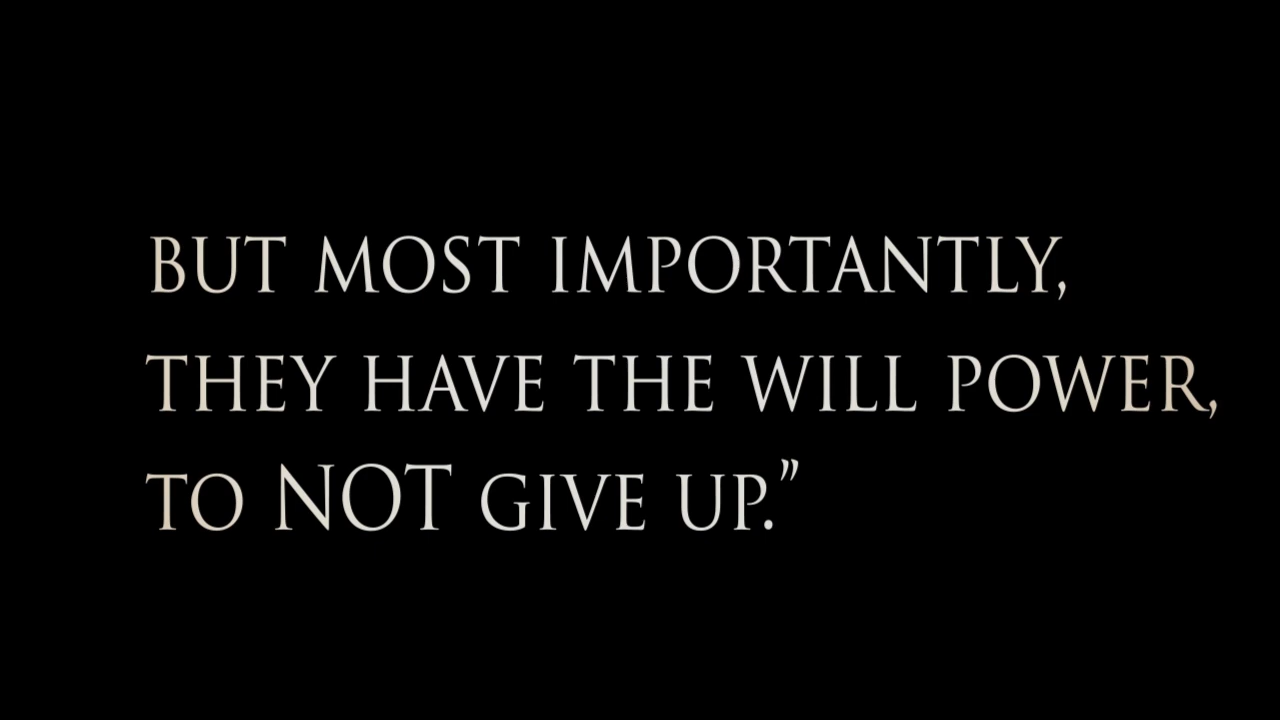 BUT MOST IMPORTANTLY,
THEY HAVE THE WILL POWER,
TO NOT GIVE UP.”